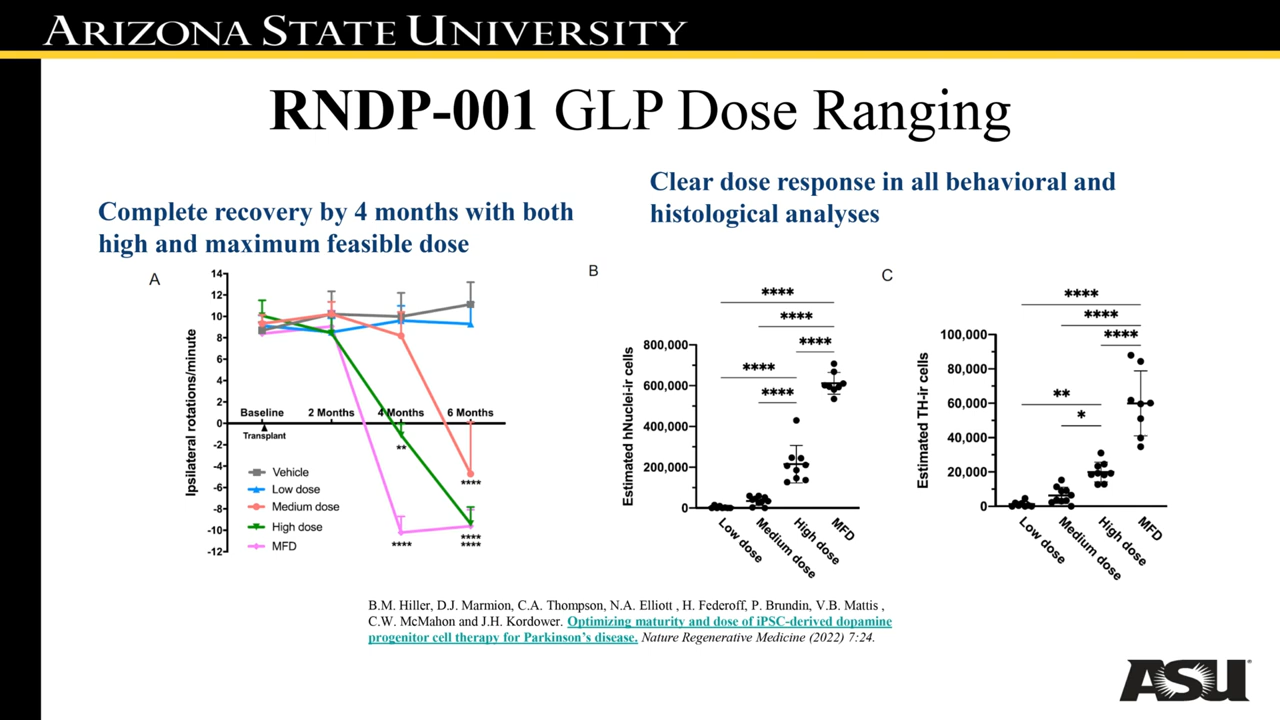 ARIZONA STATE UNIVERSITY
RNDP-001 GLP Dose Ranging
Complete recovery by 4 months with both
high and maximum feasible dose
Clear dose response in all behavioral and
histological analyses
A
Ipsilateral rotations/minute
14
12
10
8
6
4
2
0
-2
-4
-6
-8
-10
-12
Baseline
2 Months
4 Months
6 Months
Transplant
**
****
****
****
****
Vehicle
Low dose
Medium dose
High dose
MFD
B
Estimated hNuclei-ir cells
800,000
600,000
400,000
200,000
0
****
****
****
****
****
Low dose
Medium dose
High dose
MFD
C
Estimated TH-ir cells
100,000
80,000
60,000
40,000
20,000
0
****
****
****
**
*
Low dose
Medium dose
High dose
MFD
B.M. Hiller, D.J. Marmion, C.A. Thompson, N.A. Elliott , H. Federoff, P. Brundin, V.B. Mattis ,
C.W. McMahon and J.H. Kordower. Optimizing maturity and dose of iPSC-derived dopamine
progenitor cell therapy for Parkinson's disease. Nature Regenerative Medicine (2022) 7:24.
ASU